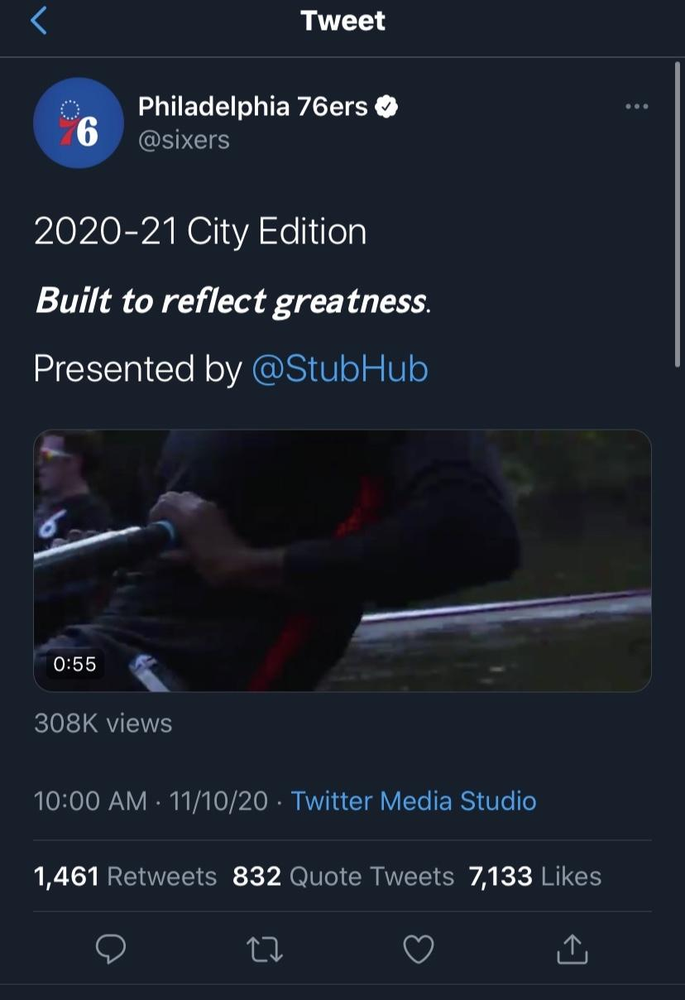 Tweet
76
Philadelphia 76ers
@sixers
2020-21 City Edition
Built to reflect greatness.
Presented by @StubHub
6
0:55
308K views
10:00 AM · 11/10/20 · Twitter Media Studio
1,461 Retweets 832 Quote Tweets 7,133 Likes